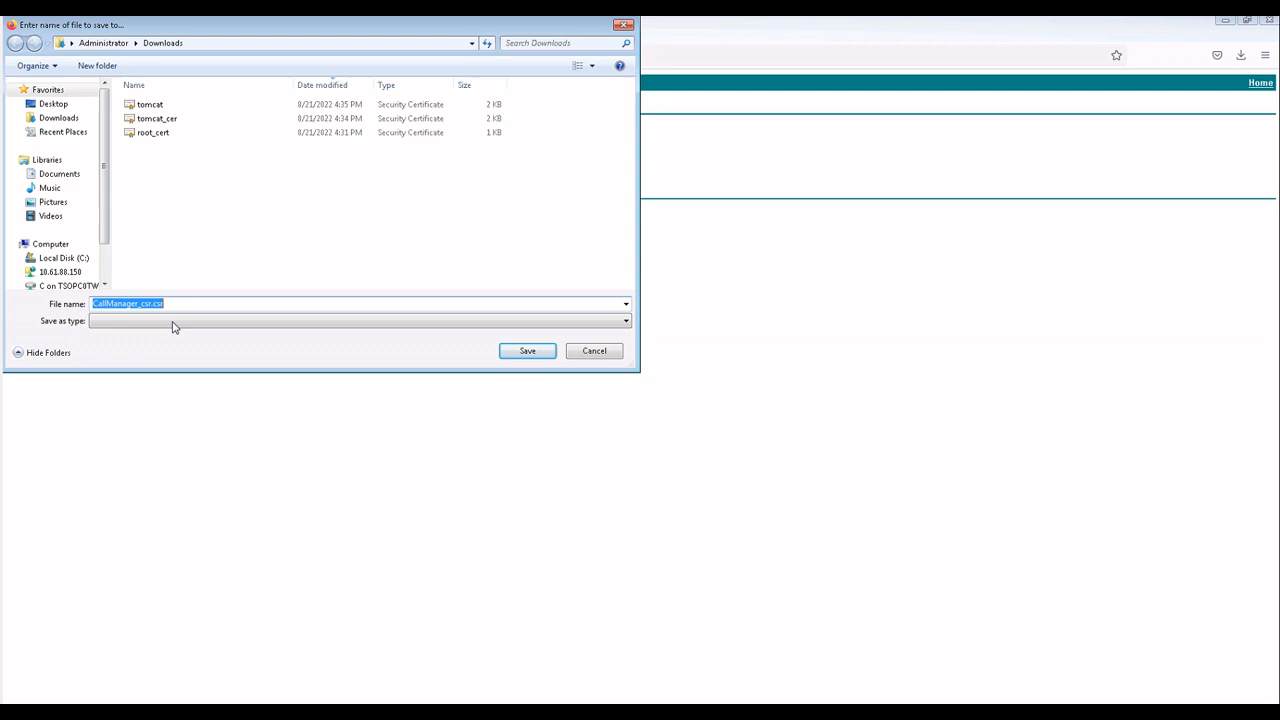 Enter name of file to save to...
Administrator Downloads
Search Downloads
Organize New folder
Home
Favorites
Desktop
Downloads
Recent Places
Libraries
Documents
Music
Pictures
Videos
Computer
Local Disk (C:)
10.61.88.150
C on TSOPC0TW
Name Date modified Type Size
tomcat 8/21/2022 4:35 PM Security Certificate 2 KB
tomcat_cer 8/21/2022 4:34 PM Security Certificate 2 KB
root_cert 8/21/2022 4:31 PM Security Certificate 1 KB
File name: CallManager_csr.csr
Save as type:
Hide Folders
Save Cancel